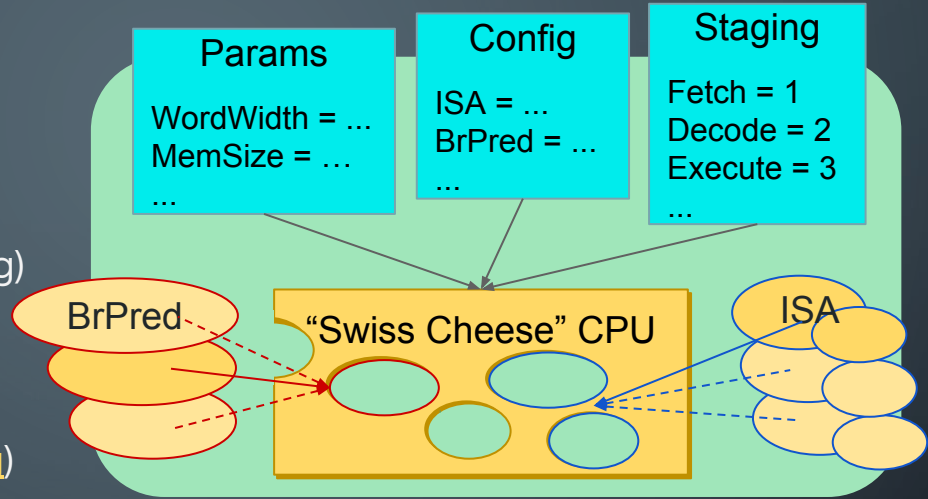 Params
WordWidth = ...
MemSize = …
...
Config
ISA = ...
BrPred = ...
...
Staging
Fetch = 1
Decode = 2
Execute = 3
...
g)
BrPred
“Swiss Cheese” CPU
ISA
)